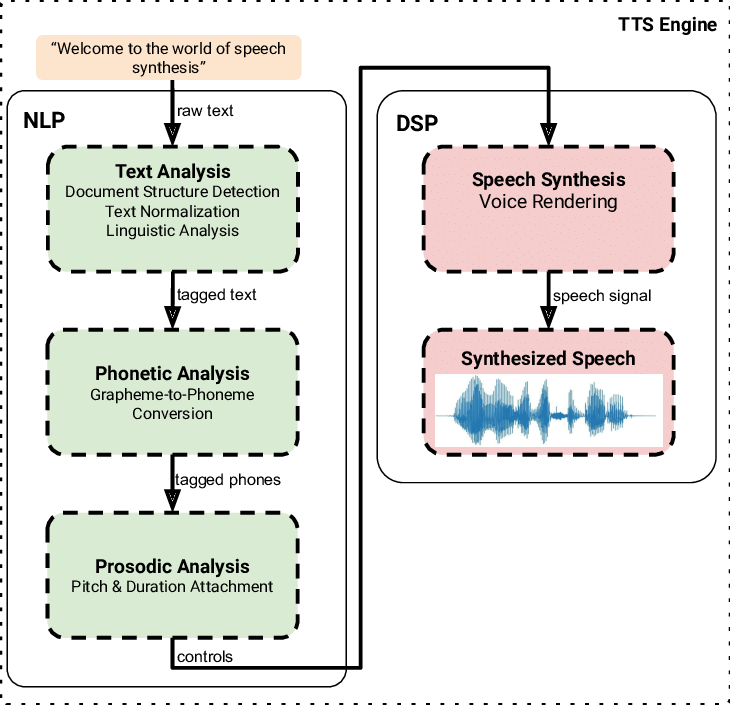 TTS Engine
“Welcome to the world of speech
synthesis”
raw text
NLP
Text Analysis
Document Structure Detection
Text Normalization
Linguistic Analysis
tagged text
Phonetic Analysis
Grapheme-to-Phoneme
Conversion
tagged phones
Prosodic Analysis
Pitch & Duration Attachment
controls
DSP
Speech Synthesis
Voice Rendering
speech signal
Synthesized Speech